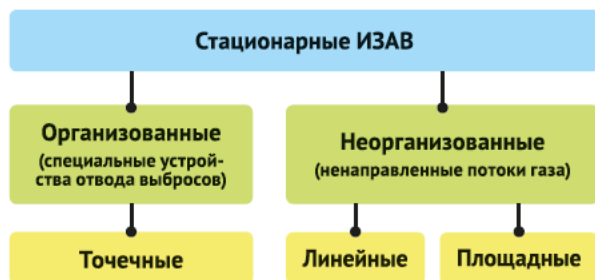 Стационарные ИЗАВ
Организованные
(специальные устрой-
ства отвода выбросов)
Неорганизованные
(ненаправленные потоки газа)
Точечные
Линейные
Площадные